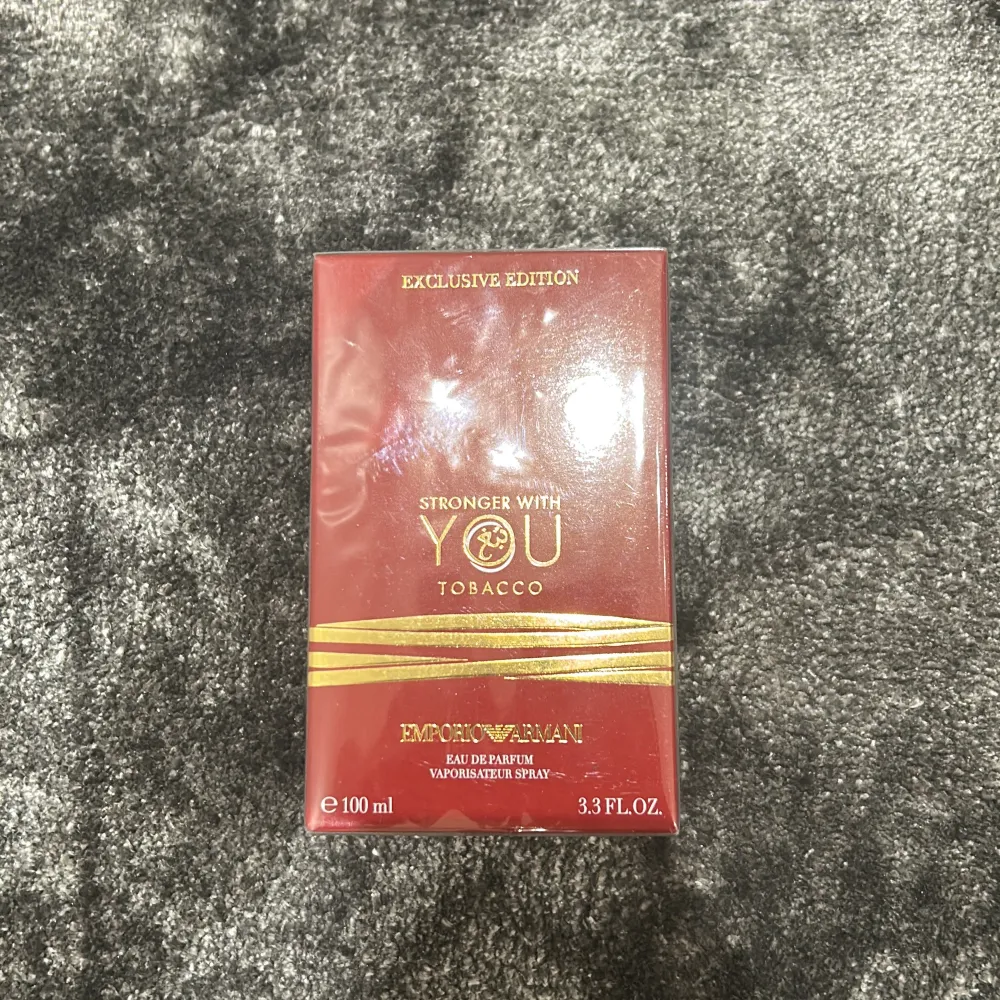 EXCLUSIVE EDITION
STRONGER WITH
YOU
تبغ
TOBACCO
EMPORIO ARMANI
EAU DE PARFUM
VAPORISATEUR SPRAY
℮ 100 ml 3.3 FL.OZ.